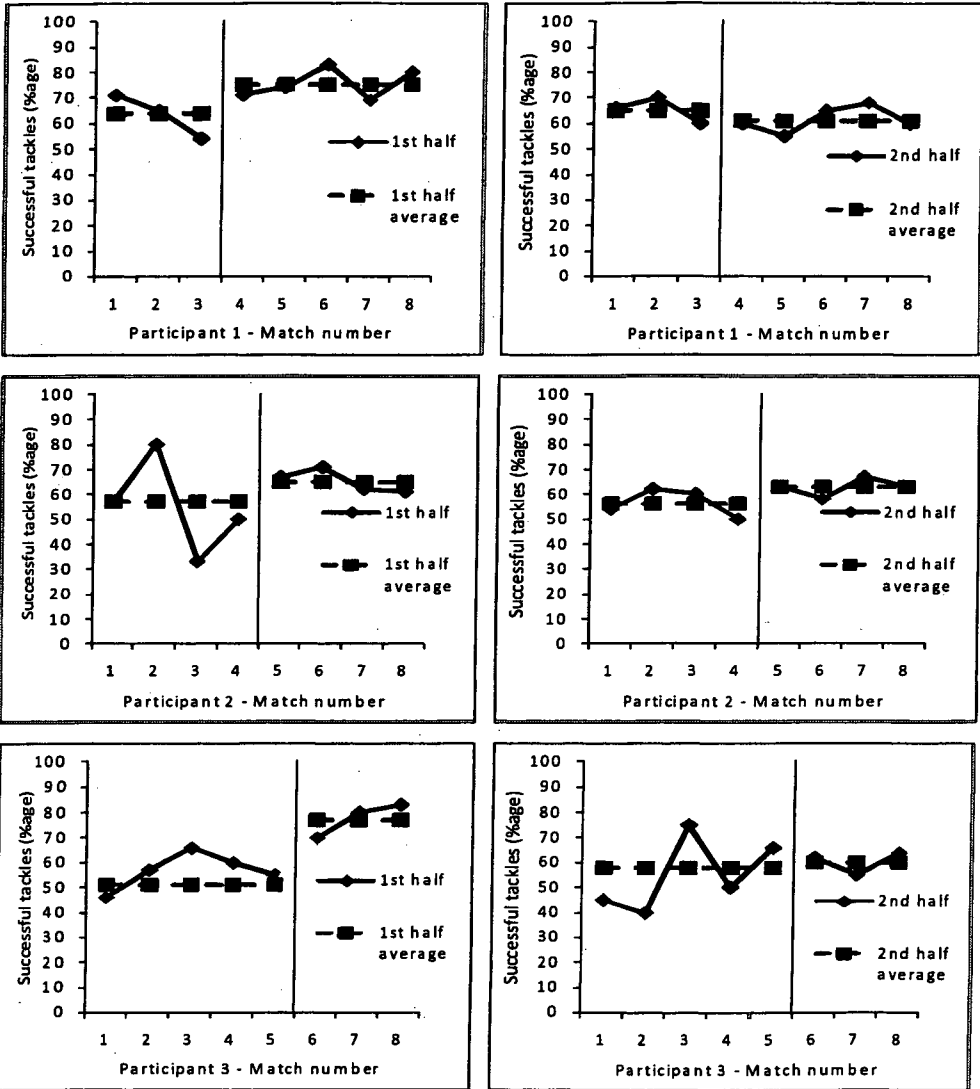 100
90
80
70
60
50
40
30
20
10
0
Successful tackles (%age)
1st half
1st half
average
1 2 3 4 5 6 7 8
Participant 1 - Match number
100
90
80
70
60
50
40
30
20
10
0
Successful tackles (%age)
2nd half
2nd half
average
1 2 3 4 5 6 7 8
Participant 1 - Match number
100
90
80
70
60
50
40
30
20
10
0
Successful tackles (%age)
1st half
1st half
average
1 2 3 4 5 6 7 8
Participant 2 - Match number
100
90
80
70
60
50
40
30
20
10
0
Successful tackles (%age)
2nd half
2nd half
average
1 2 3 4 5 6 7 8
Participant 2 - Match number
100
90
80
70
60
50
40
30
20
10
0
Successful tackles (%age)
1st half
1st half
average
1 2 3 4 5 6 7 8
Participant 3 - Match number
100
90
80
70
60
50
40
30
20
10
0
Successful tackles (%age)
2nd half
2nd half
average
1 2 3 4 5 6 7 8
Participant 3 - Match number